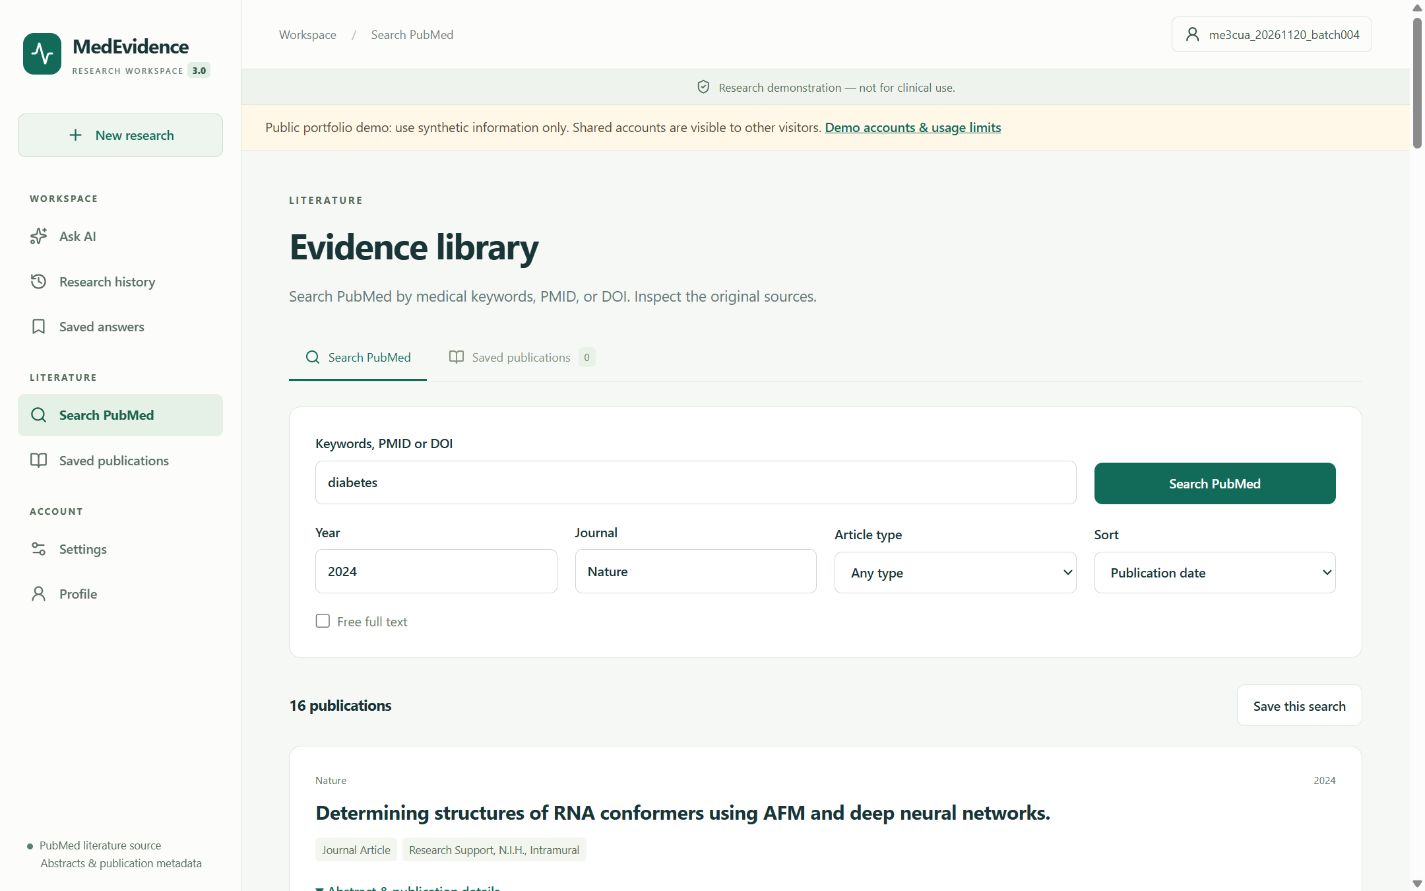 MedEvidence
RESEARCH WORKSPACE 3.0
New research
WORKSPACE
Ask AI
Research history
Saved answers
LITERATURE
Search PubMed
Saved publications
ACCOUNT
Settings
Profile
PubMed literature source
Abstracts & publication metadata
Workspace / Search PubMed
me3cua_20261120_batch004
Research demonstration — not for clinical use.
Public portfolio demo: use synthetic information only. Shared accounts are visible to other visitors. Demo accounts & usage limits
LITERATURE
Evidence library
Search PubMed by medical keywords, PMID, or DOI. Inspect the original sources.
Search PubMed Saved publications 0
Keywords, PMID or DOI
diabetes Search PubMed
Year Journal Article type Sort
2024 Nature Any type Publication date
Free full text
16 publications Save this search
Nature 2024
Determining structures of RNA conformers using AFM and deep neural networks.
Journal Article Research Support, N.I.H., Intramural
Abstract & publication details